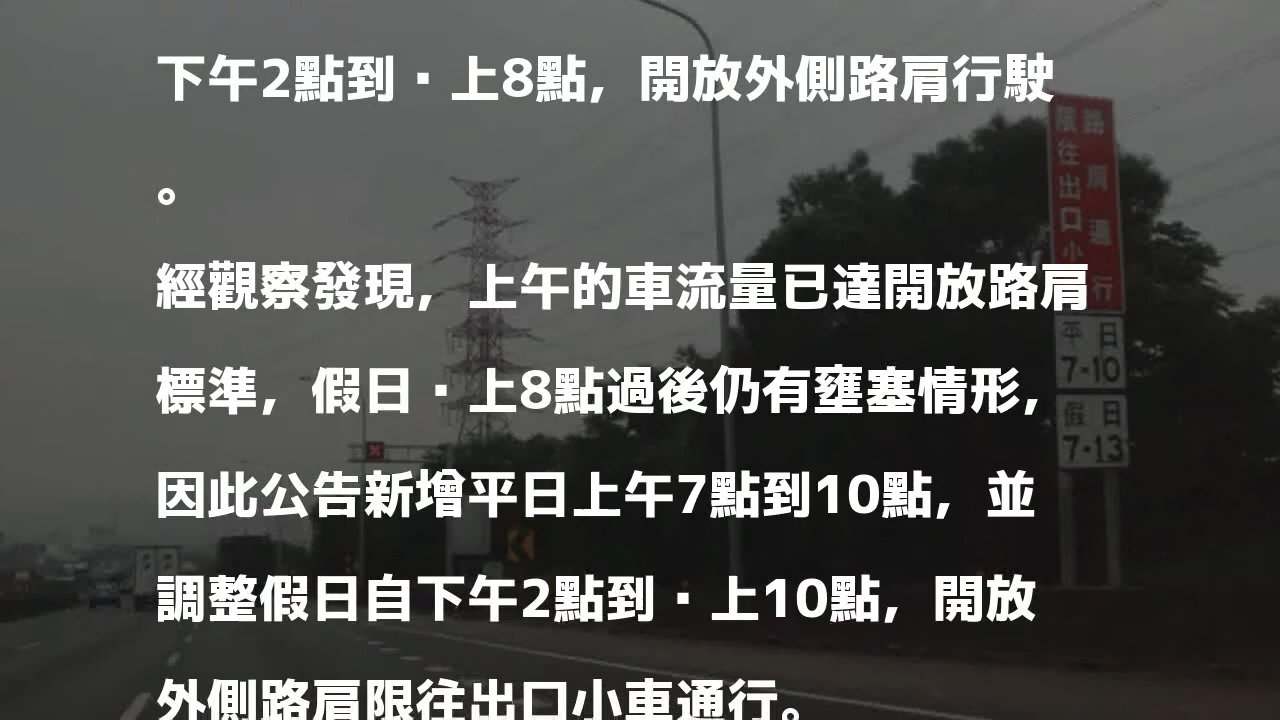 下午2點到▪上8點，開放外側路肩行駛
。
經觀察發現，上午的車流量已達開放路肩
標準，假日▪上8點過後仍有壅塞情形，
因此公告新增平日上午7點到10點，並
調整假日自下午2點到▪上10點，開放
外側路肩限往出口小車通行。
路肩通行
限往出口小
平日
7-10
假日
7-13